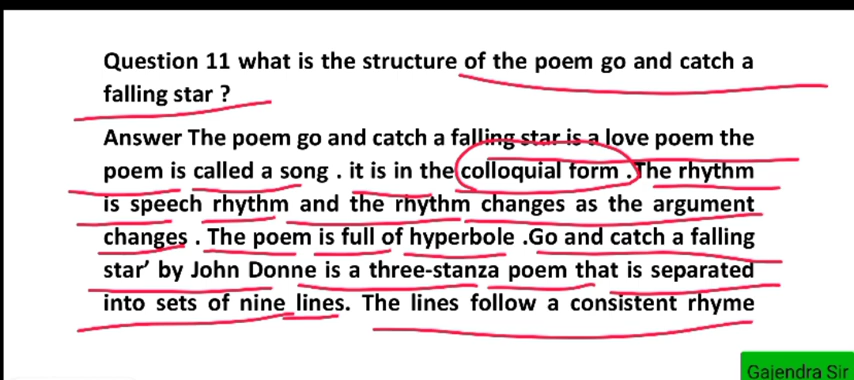 Question 11 what is the structure of the poem go and catch a
falling star ?
Answer The poem go and catch a falling star is a love poem the
poem is called a song . it is in the colloquial form .The rhythm
is speech rhythm and the rhythm changes as the argument
changes . The poem is full of hyperbole .Go and catch a falling
star’ by John Donne is a three-stanza poem that is separated
into sets of nine lines. The lines follow a consistent rhyme
Gajendra Sir